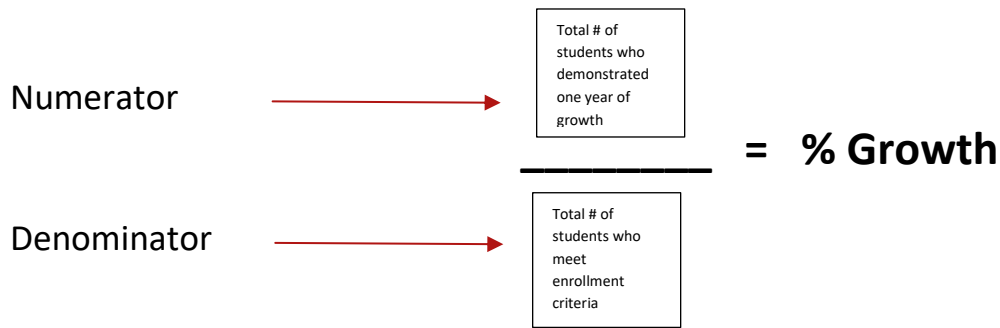 Total # of
students who
demonstrated
one year of
growth
Numerator
________ = % Growth
Total # of
students who
meet
enrollment
criteria
Denominator